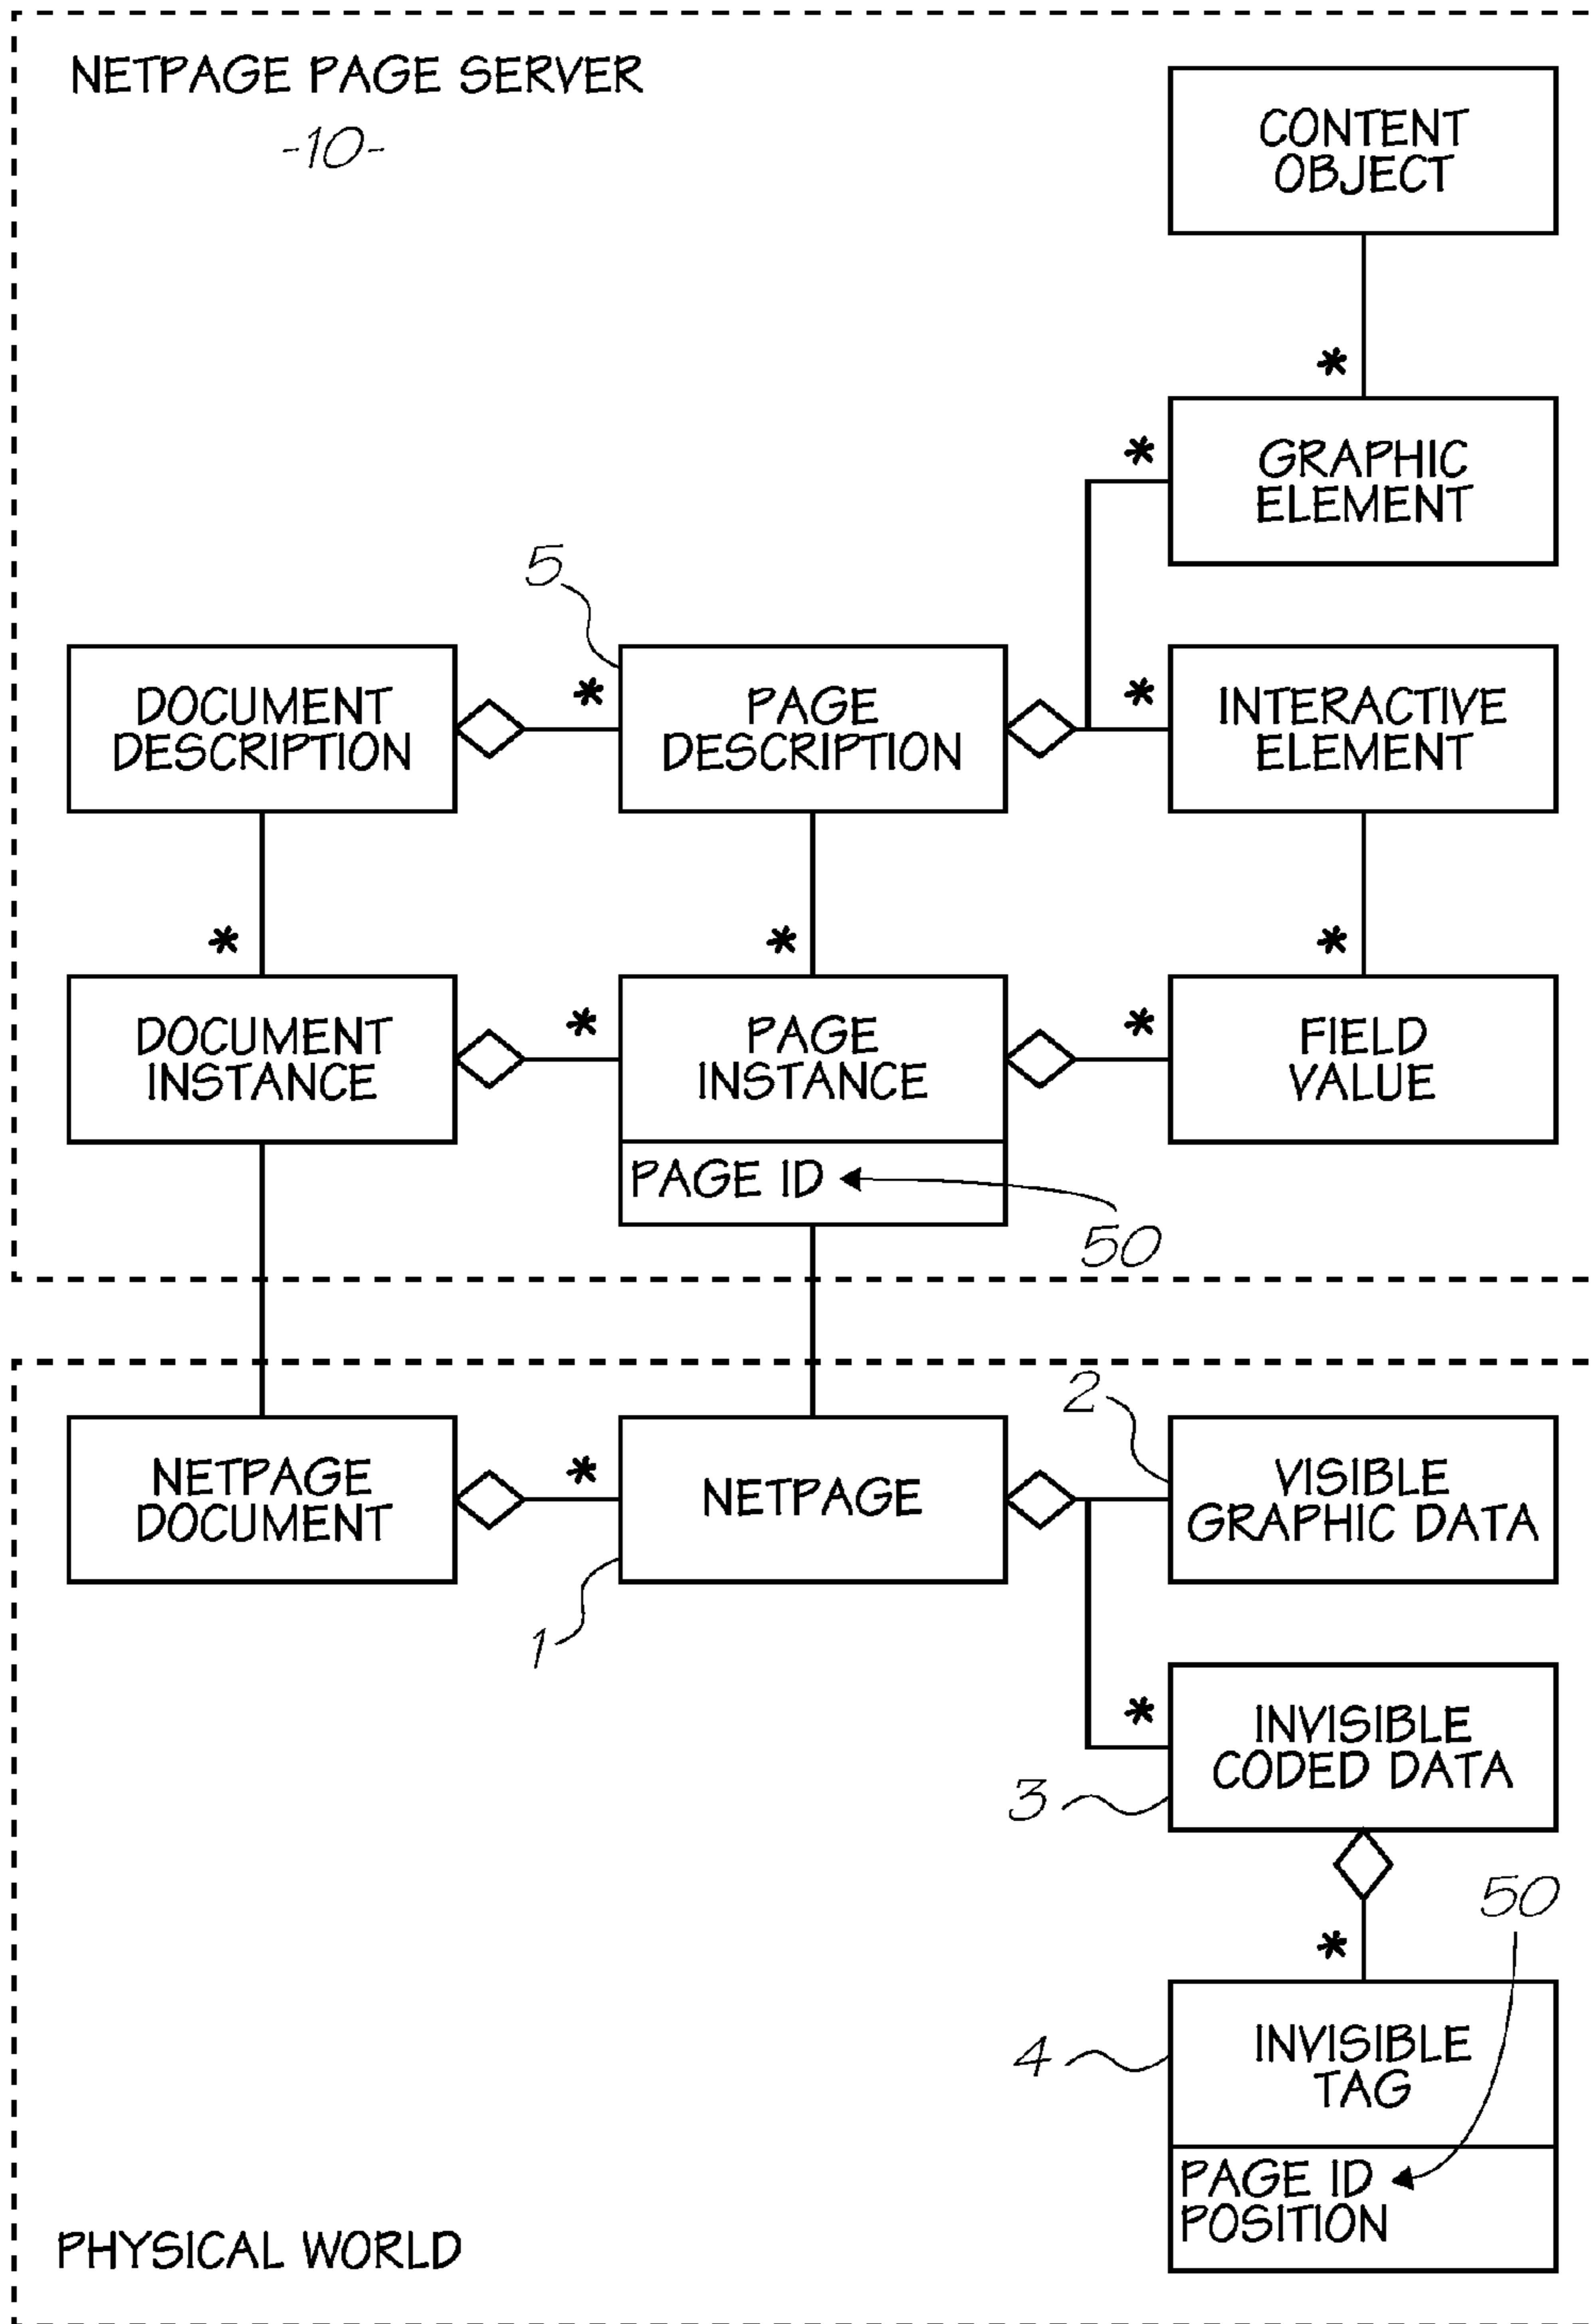 NETPAGE PAGE SERVER
-10-
CONTENT
OBJECT
*
*
GRAPHIC
ELEMENT
5
DOCUMENT
DESCRIPTION
*
PAGE
DESCRIPTION
*
INTERACTIVE
ELEMENT
*
*
*
DOCUMENT
INSTANCE
*
PAGE
INSTANCE
*
FIELD
VALUE
PAGE ID
50
2
NETPAGE
DOCUMENT
*
NETPAGE
VISIBLE
GRAPHIC DATA
1
*
INVISIBLE
CODED DATA
3
50
*
4
INVISIBLE
TAG
PAGE ID
POSITION
PHYSICAL WORLD